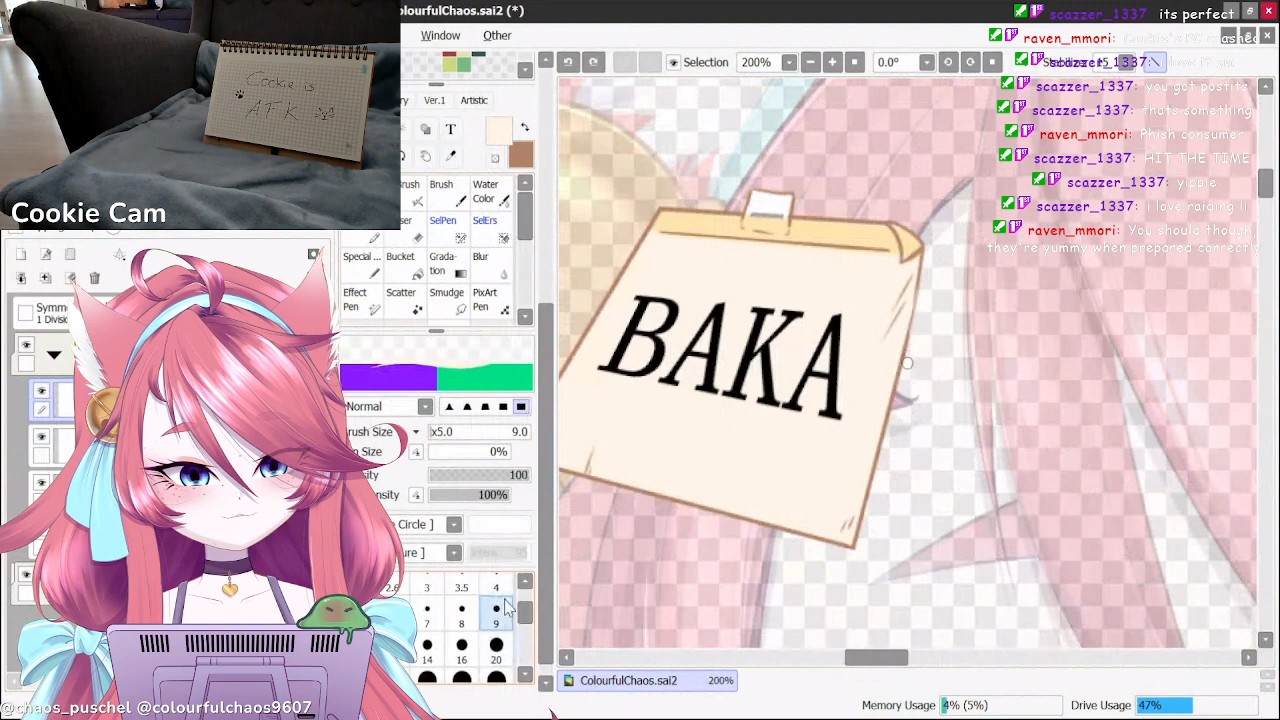 ColourfulChaos.sai2 (*)
Window Other
Selection 200% 0.0°
Ver.1 Artistic
T
Brush Water Color
SelPen SelErs
Special ... Bucket Gradation Blur
Effect Pen Scatter Smudge PixArt Pen
Normal
x5.0 9.0
0%
100
100%
Circle ]
3 3.5 4
7 8 9
14 16 20
Cookie's
AFK
Cookie Cam
BAKA
scazzer_1337: its perfect
raven_mmori:
scazzer_1337:
scazzer_1337: you got postits
scazzer_1337: thats something
raven_mmori: Phish consumer
scazzer_1337: HIT THE TIME
scazzer_1337: yippie
scazzer_1337: i love raiding li
raven_mmori: You should though
they're yummy when prepared correctly
ColourfulChaos.sai2 200%
Memory Usage 4% (5%) Drive Usage 47%
@chaos_puschel @colourfulchaos9607